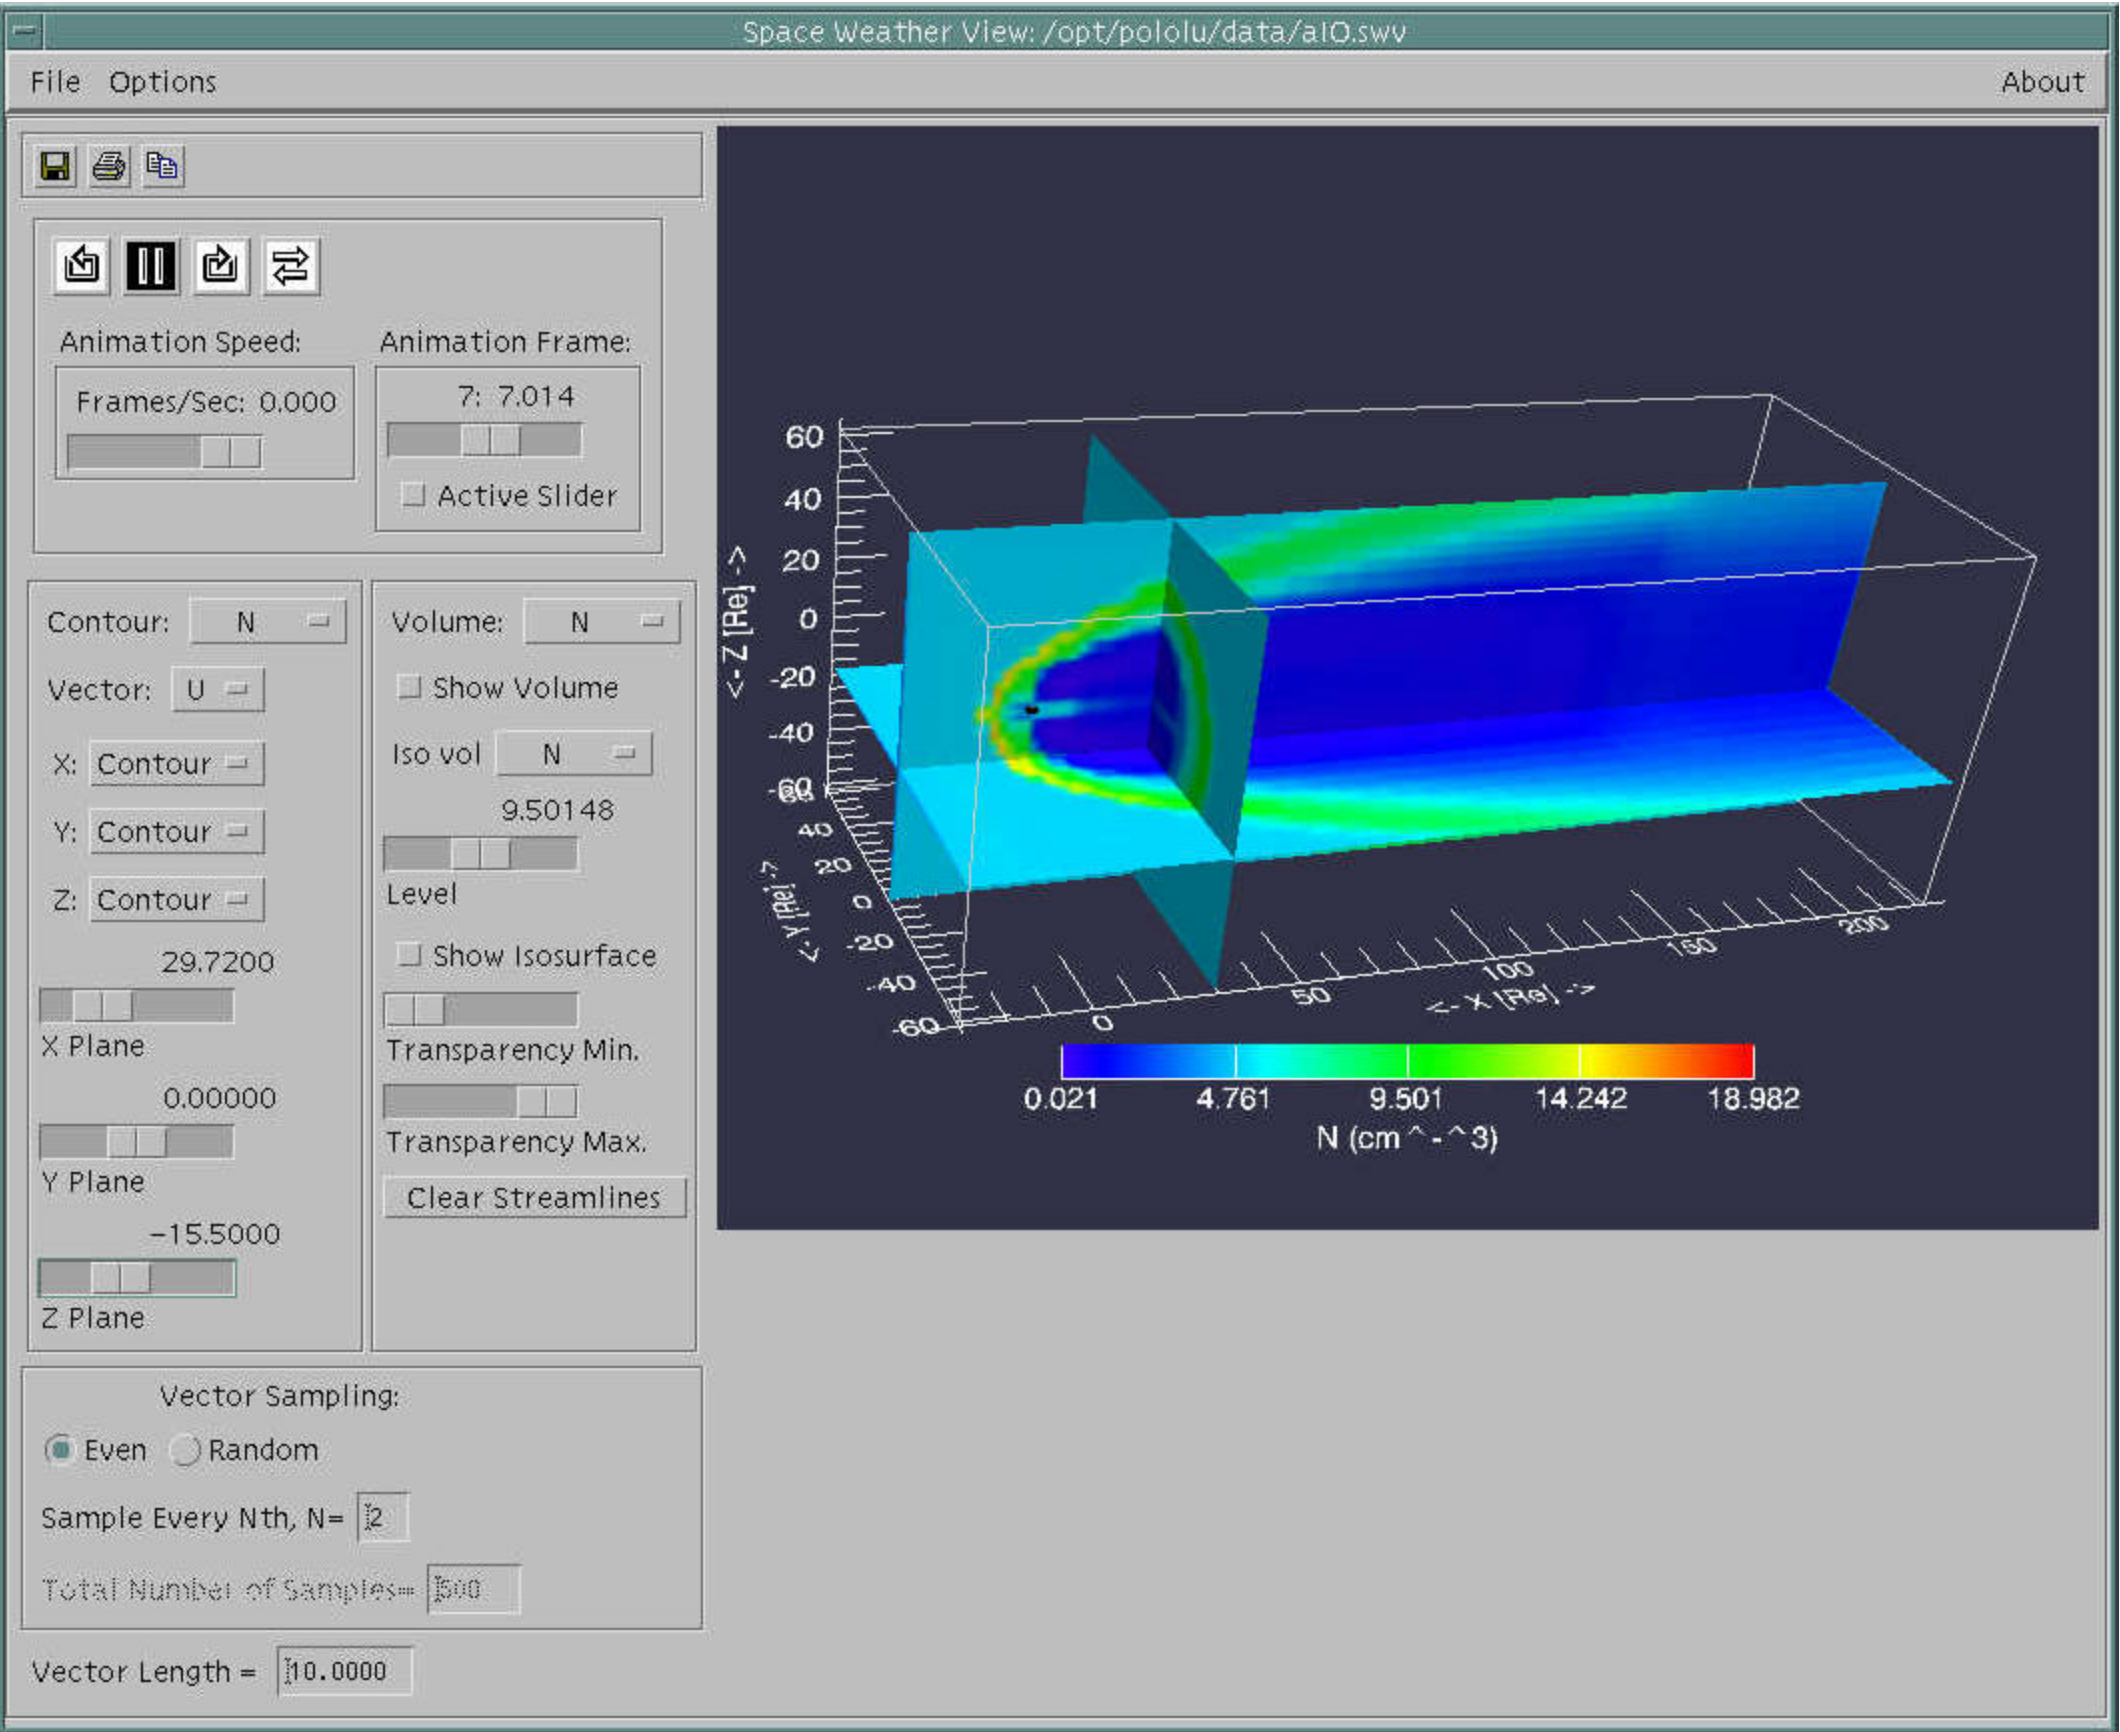 Space Weather View: /opt/pololu/data/aIO.swv
File Options About
Animation Speed: Animation Frame:
Frames/Sec: 0.000
7: 7.014
Active Slider
Contour: N
Vector: U
X: Contour
Y: Contour
Z: Contour
29.7200
X Plane
0.00000
Y Plane
-15.5000
Z Plane
Volume: N
Show Volume
Iso vol N
9.50148
Level
Show Isosurface
Transparency Min.
Transparency Max.
Clear Streamlines
Vector Sampling:
Even Random
Sample Every Nth, N= 2
Total Number of Samples= 500
Vector Length = 10.0000
<- Z [Re] ->
60
40
20
0
-20
-40
-60
<- Y [Re] ->
60
40
20
0
-20
-40
-60
0
50
100
150
200
<- X [Re] ->
0.021 4.761 9.501 14.242 18.982
N (cm^-^3)